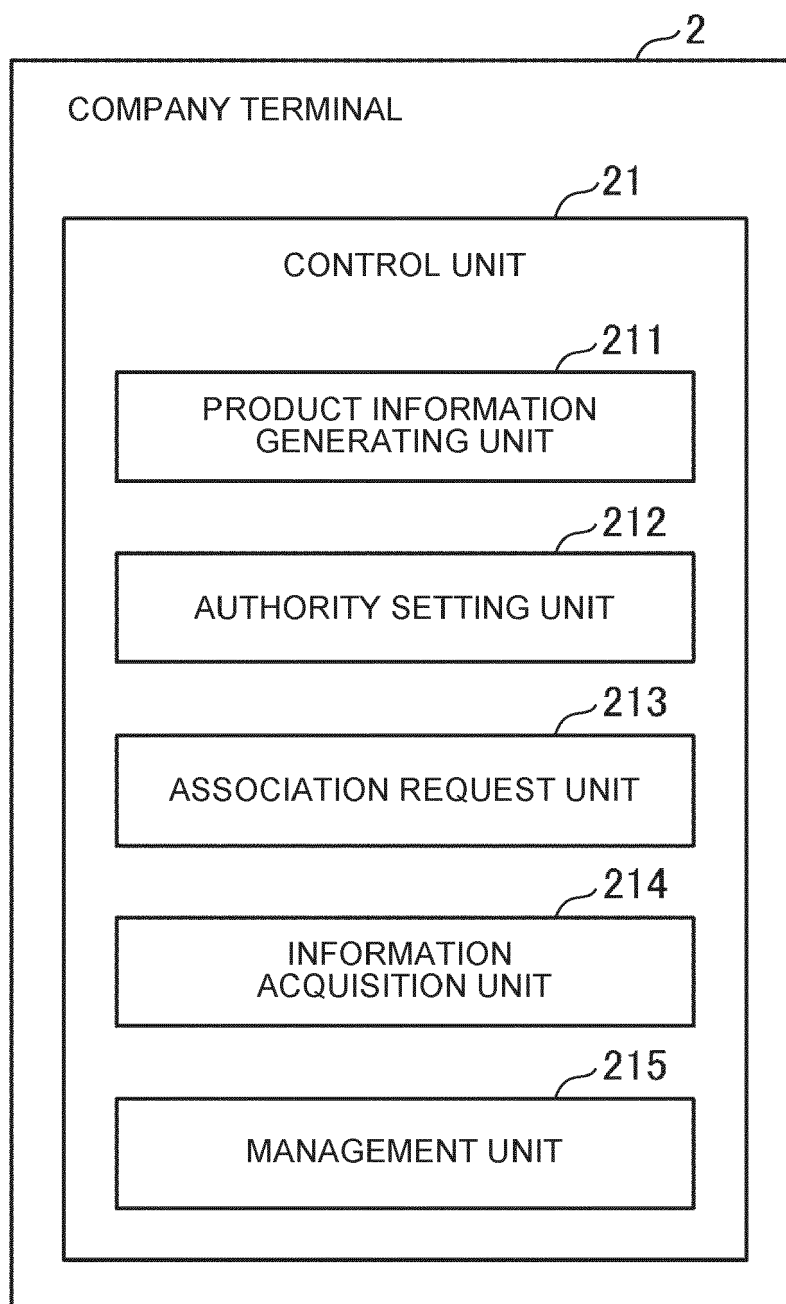 2
COMPANY TERMINAL
21
CONTROL UNIT
211
PRODUCT INFORMATION
GENERATING UNIT
212
AUTHORITY SETTING UNIT
213
ASSOCIATION REQUEST UNIT
214
INFORMATION
ACQUISITION UNIT
215
MANAGEMENT UNIT